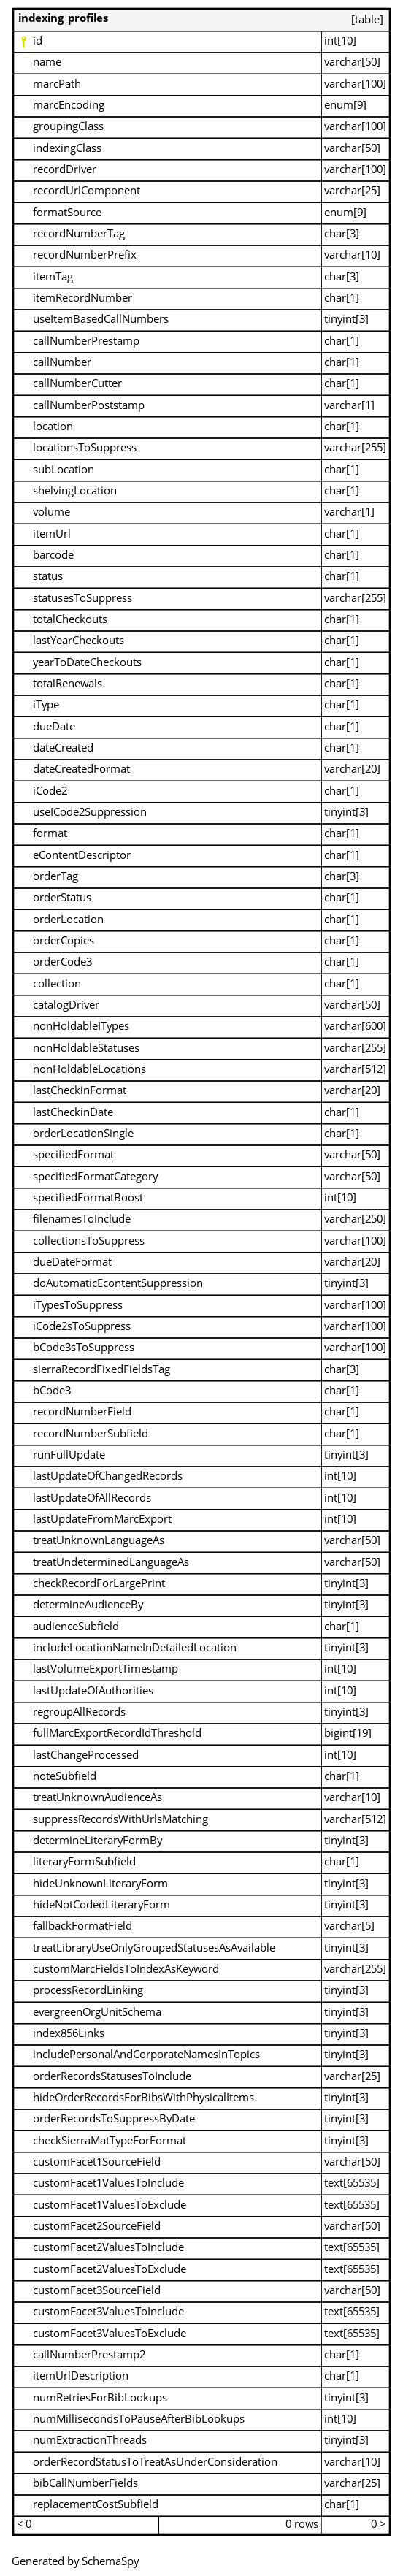 indexing_profiles [table]
id int[10]
name varchar[50]
marcPath varchar[100]
marcEncoding enum[9]
groupingClass varchar[100]
indexingClass varchar[50]
recordDriver varchar[100]
recordUrlComponent varchar[25]
formatSource enum[9]
recordNumberTag char[3]
recordNumberPrefix varchar[10]
itemTag char[3]
itemRecordNumber char[1]
useItemBasedCallNumbers tinyint[3]
callNumberPrestamp char[1]
callNumber char[1]
callNumberCutter char[1]
callNumberPoststamp varchar[1]
location char[1]
locationsToSuppress varchar[255]
subLocation char[1]
shelvingLocation char[1]
volume varchar[1]
itemUrl char[1]
barcode char[1]
status char[1]
statusesToSuppress varchar[255]
totalCheckouts char[1]
lastYearCheckouts char[1]
yearToDateCheckouts char[1]
totalRenewals char[1]
iType char[1]
dueDate char[1]
dateCreated char[1]
dateCreatedFormat varchar[20]
iCode2 char[1]
useICode2Suppression tinyint[3]
format char[1]
eContentDescriptor char[1]
orderTag char[3]
orderStatus char[1]
orderLocation char[1]
orderCopies char[1]
orderCode3 char[1]
collection char[1]
catalogDriver varchar[50]
nonHoldableITypes varchar[600]
nonHoldableStatuses varchar[255]
nonHoldableLocations varchar[512]
lastCheckinFormat varchar[20]
lastCheckinDate char[1]
orderLocationSingle char[1]
specifiedFormat varchar[50]
specifiedFormatCategory varchar[50]
specifiedFormatBoost int[10]
filenamesToInclude varchar[250]
collectionsToSuppress varchar[100]
dueDateFormat varchar[20]
doAutomaticEcontentSuppression tinyint[3]
iTypesToSuppress varchar[100]
iCode2sToSuppress varchar[100]
bCode3sToSuppress varchar[100]
sierraRecordFixedFieldsTag char[3]
bCode3 char[1]
recordNumberField char[1]
recordNumberSubfield char[1]
runFullUpdate tinyint[3]
lastUpdateOfChangedRecords int[10]
lastUpdateOfAllRecords int[10]
lastUpdateFromMarcExport int[10]
treatUnknownLanguageAs varchar[50]
treatUndeterminedLanguageAs varchar[50]
checkRecordForLargePrint tinyint[3]
determineAudienceBy tinyint[3]
audienceSubfield char[1]
includeLocationNameInDetailedLocation tinyint[3]
lastVolumeExportTimestamp int[10]
lastUpdateOfAuthorities int[10]
regroupAllRecords tinyint[3]
fullMarcExportRecordIdThreshold bigint[19]
lastChangeProcessed int[10]
noteSubfield char[1]
treatUnknownAudienceAs varchar[10]
suppressRecordsWithUrlsMatching varchar[512]
determineLiteraryFormBy tinyint[3]
literaryFormSubfield char[1]
hideUnknownLiteraryForm tinyint[3]
hideNotCodedLiteraryForm tinyint[3]
fallbackFormatField varchar[5]
treatLibraryUseOnlyGroupedStatusesAsAvailable tinyint[3]
customMarcFieldsToIndexAsKeyword varchar[255]
processRecordLinking tinyint[3]
evergreenOrgUnitSchema tinyint[3]
index856Links tinyint[3]
includePersonalAndCorporateNamesInTopics tinyint[3]
orderRecordsStatusesToInclude varchar[25]
hideOrderRecordsForBibsWithPhysicalItems tinyint[3]
orderRecordsToSuppressByDate tinyint[3]
checkSierraMatTypeForFormat tinyint[3]
customFacet1SourceField varchar[50]
customFacet1ValuesToInclude text[65535]
customFacet1ValuesToExclude text[65535]
customFacet2SourceField varchar[50]
customFacet2ValuesToInclude text[65535]
customFacet2ValuesToExclude text[65535]
customFacet3SourceField varchar[50]
customFacet3ValuesToInclude text[65535]
customFacet3ValuesToExclude text[65535]
callNumberPrestamp2 char[1]
itemUrlDescription char[1]
numRetriesForBibLookups tinyint[3]
numMillisecondsToPauseAfterBibLookups int[10]
numExtractionThreads tinyint[3]
orderRecordStatusToTreatAsUnderConsideration varchar[10]
bibCallNumberFields varchar[25]
replacementCostSubfield char[1]
< 0 0 rows 0 >
Generated by SchemaSpy